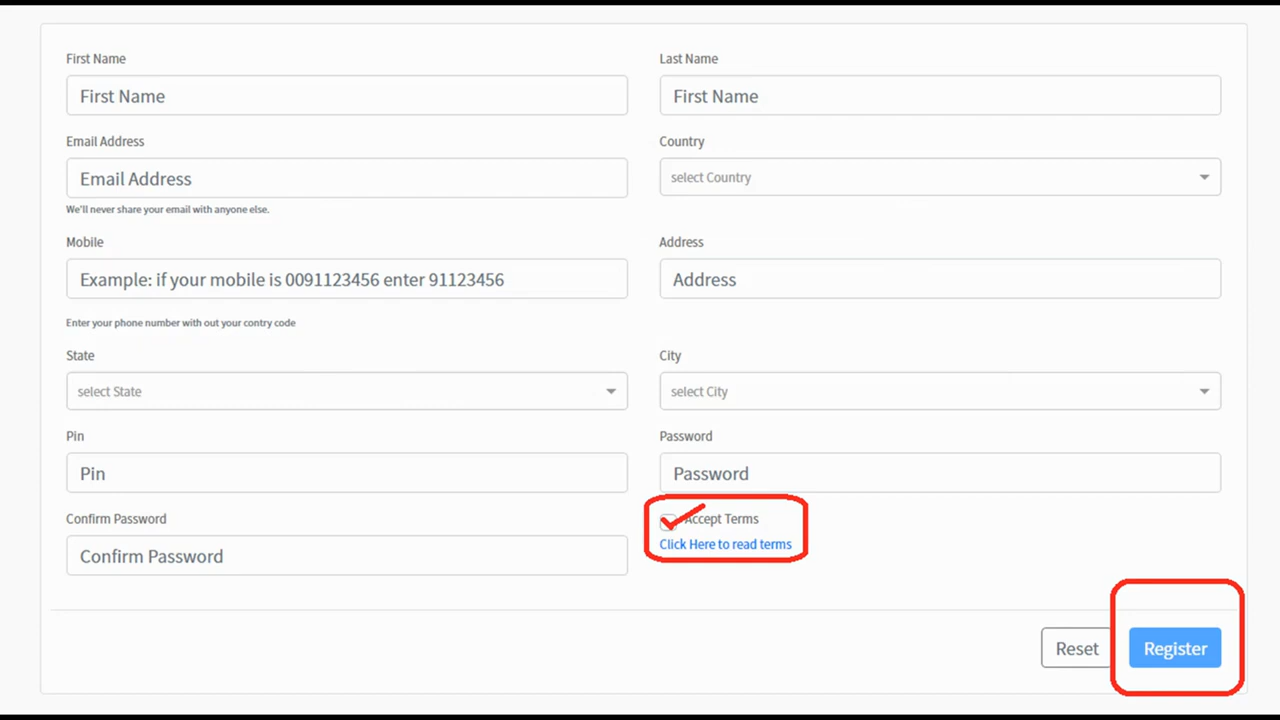 First Name
Last Name
First Name
First Name
Email Address
Country
Email Address
select Country
We'll never share your email with anyone else.
Mobile
Address
Example: if your mobile is 0091123456 enter 91123456
Address
Enter your phone number with out your contry code
State
City
select State
select City
Pin
Password
Pin
Password
Confirm Password
Accept Terms
Click Here to read terms
Confirm Password
Reset
Register